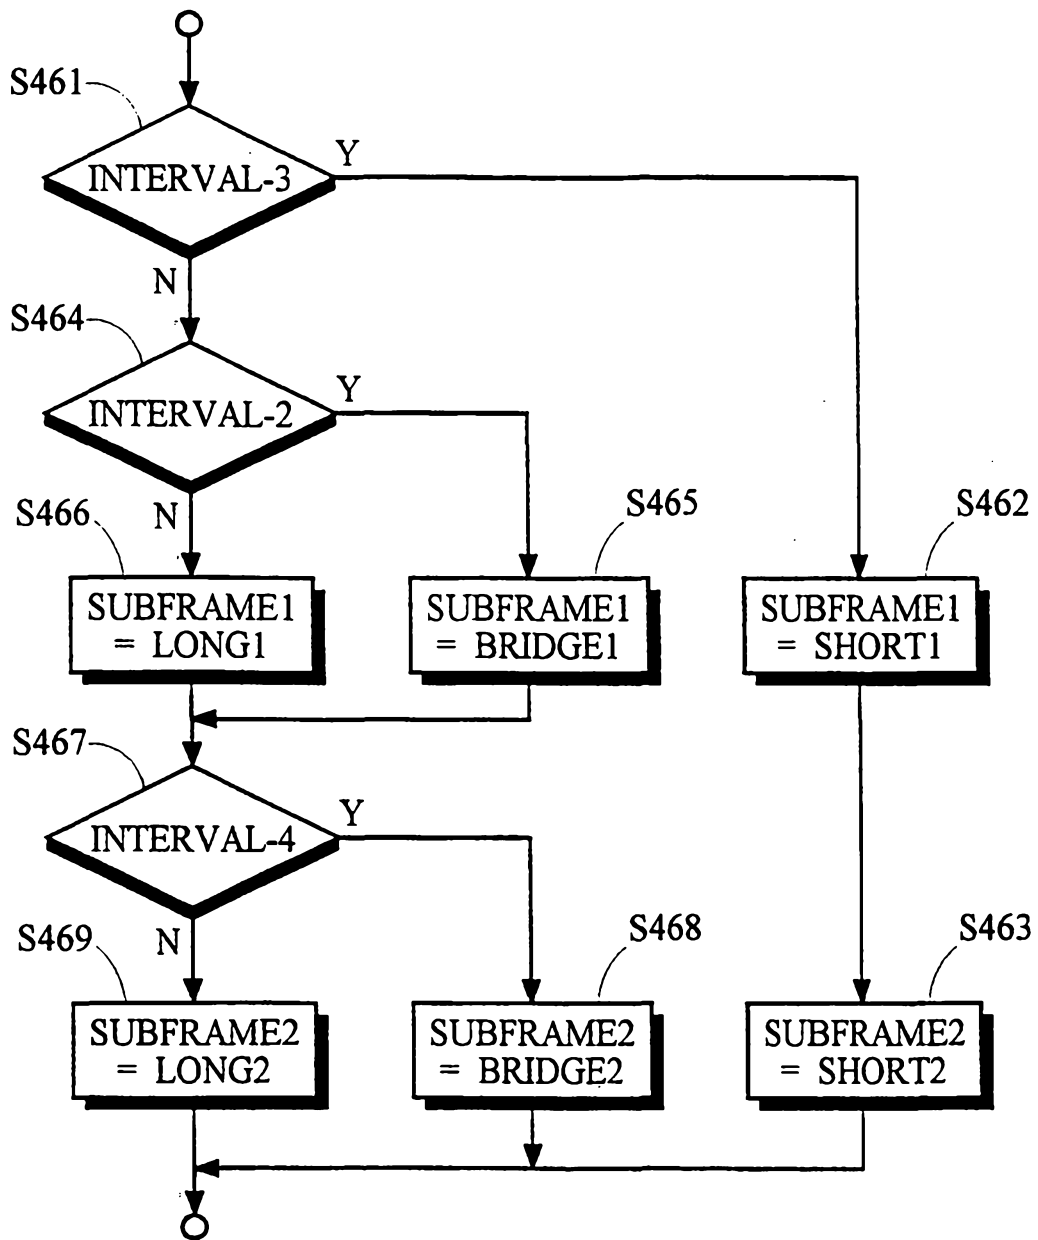 S461
INTERVAL-3
Y
N
S464
INTERVAL-2
Y
N
S466
S465
S462
SUBFRAME1
= LONG1
SUBFRAME1
= BRIDGE1
SUBFRAME1
= SHORT1
S467
INTERVAL-4
Y
N
S469
S468
S463
SUBFRAME2
= LONG2
SUBFRAME2
= BRIDGE2
SUBFRAME2
= SHORT2